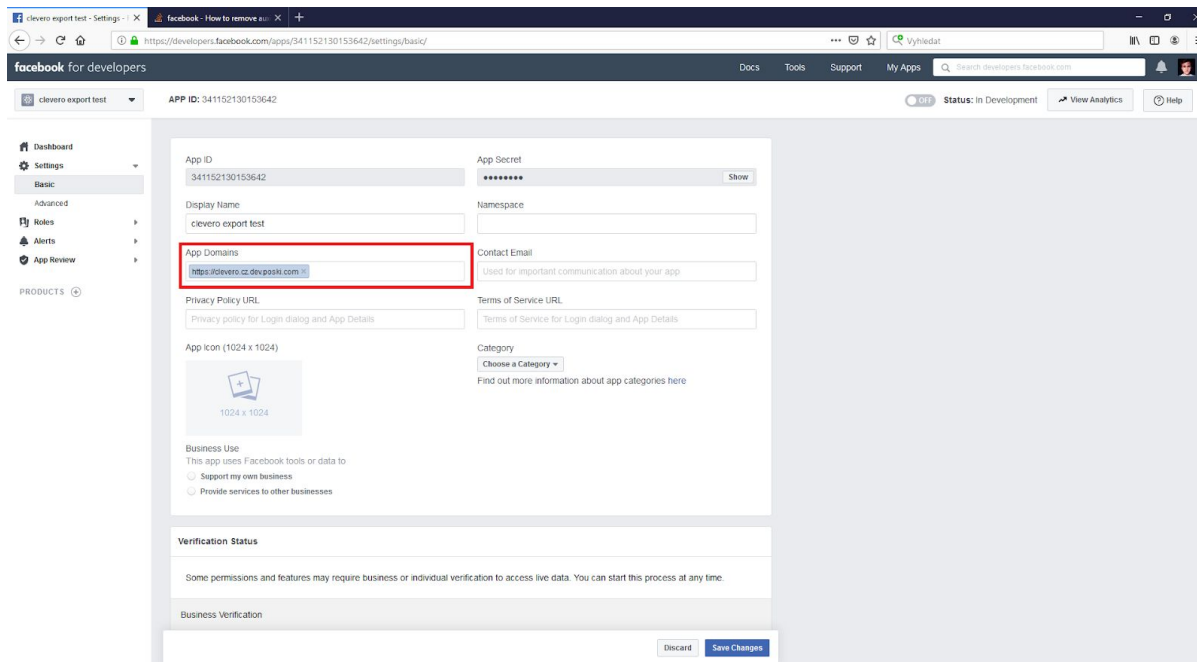 clevero export test - Settings -
facebook - How to remove au
https://developers.facebook.com/apps/341152130153642/settings/basic/
Vyhledat
facebook for developers
Docs
Tools
Support
My Apps
Search developers.facebook.com
clevero export test
APP ID: 341152130153642
OFF
Status: In Development
View Analytics
Help
Dashboard
Settings
Basic
Advanced
Roles
Alerts
App Review
PRODUCTS
App ID
341152130153642
App Secret
Show
Display Name
clevero export test
Namespace
App Domains
https://clevero.cz.dev.poski.com
Contact Email
Used for important communication about your app
Privacy Policy URL
Privacy policy for Login dialog and App Details
Terms of Service URL
Terms of Service for Login dialog and App Details
App Icon (1024 x 1024)
1024 x 1024
Category
Choose a Category
Find out more information about app categories here
Business Use
This app uses Facebook tools or data to
Support my own business
Provide services to other businesses
Verification Status
Some permissions and features may require business or individual verification to access live data. You can start this process at any time.
Business Verification
Discard
Save Changes